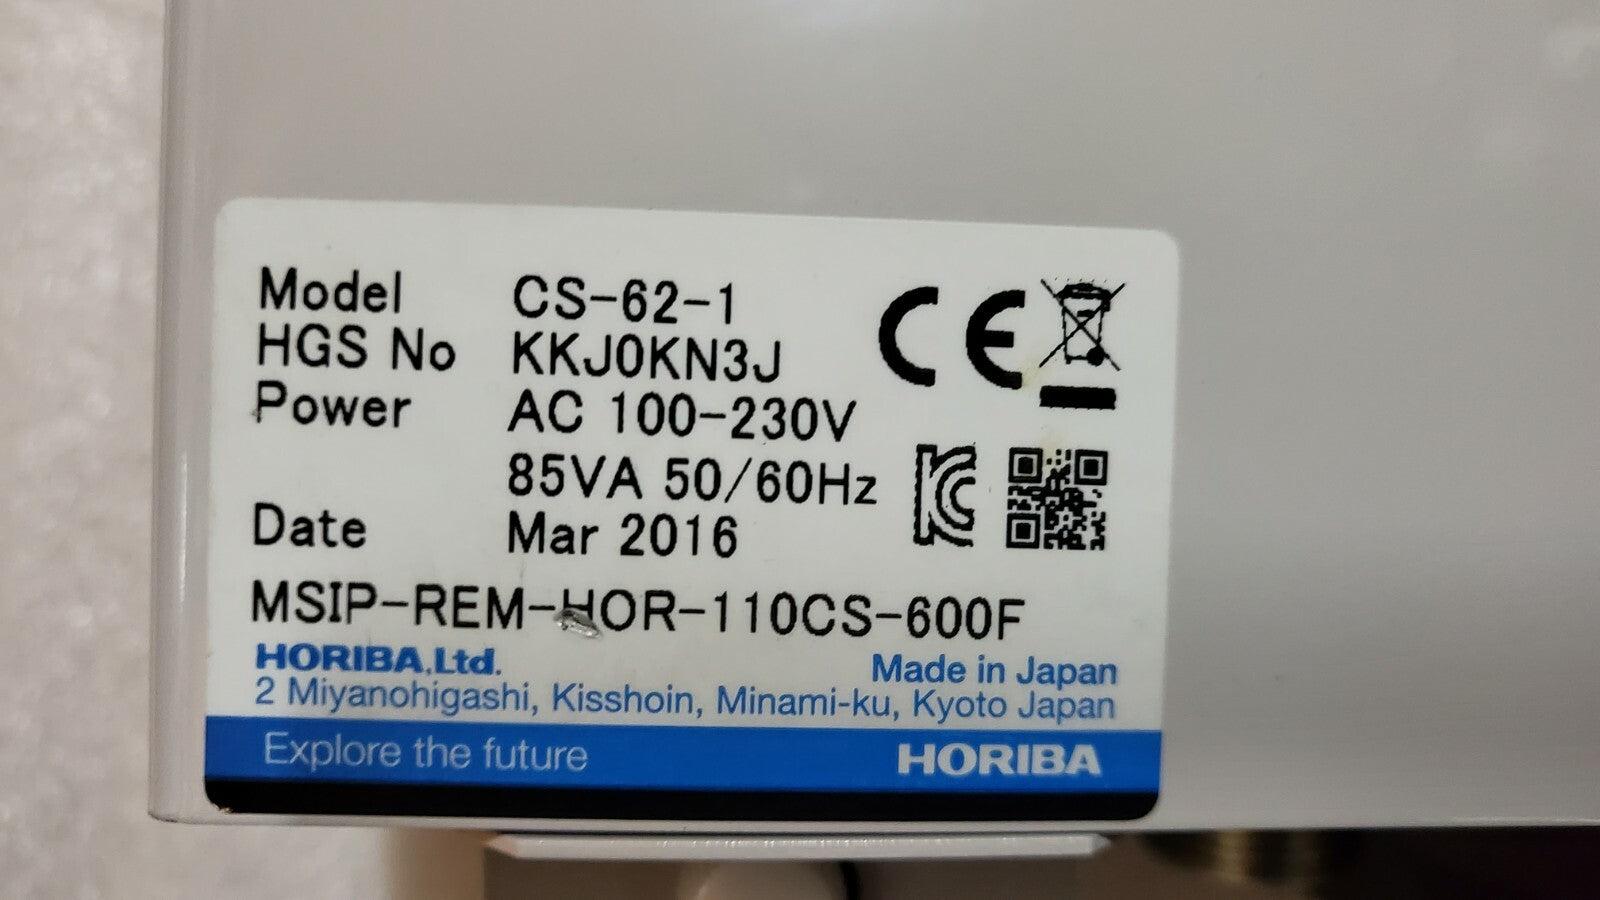 Model CS-62-1
HGS No KKJ0KN3J
Power AC 100-230V
85VA 50/60Hz
Date Mar 2016
MSIP-REM-HOR-110CS-600F
HORIBA,Ltd. Made in Japan
2 Miyanohigashi, Kisshoin, Minami-ku, Kyoto Japan
Explore the future HORIBA
CE